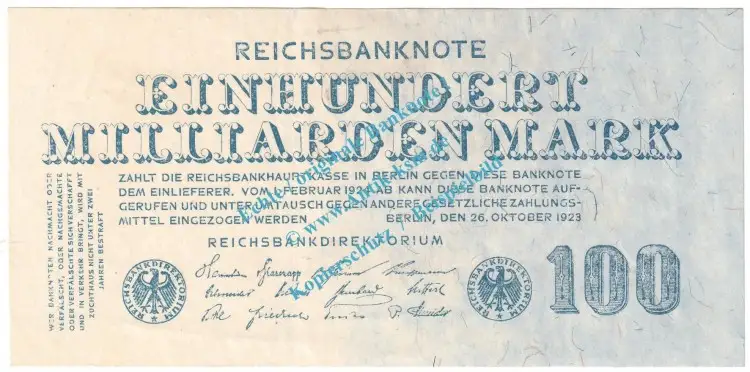 REICHSBANKNOTE
EINHUNDERT
MILLIARDEN MARK
ZAHLT DIE REICHSBANKHAUPTKASSE IN BERLIN GEGEN DIESE BANKNOTE
DEM EINLIEFERER. VOM 1. FEBRUAR 1924 AB KANN DIESE BANKNOTE AUF-
GERUFEN UND UNTER UMTAUSCH GEGEN ANDERE GESETZLICHE ZAHLUNGS-
MITTEL EINGEZOGEN WERDEN
BERLIN, DEN 26. OKTOBER 1923
REICHSBANKDIREKTORIUM
WER BANKNOTEN NACHMACHT ODER
VERFÄLSCHT, ODER NACHGEMACHTE
ODER VERFÄLSCHTE SICH VERSCHAFFT
UND IN VERKEHR BRINGT, WIRD MIT
ZUCHTHAUS NICHT UNTER ZWEI
JAHREN BESTRAFT
REICHSBANKDIREKTORIUM
REICHSBANKDIREKTORIUM
100
Kopierschutz